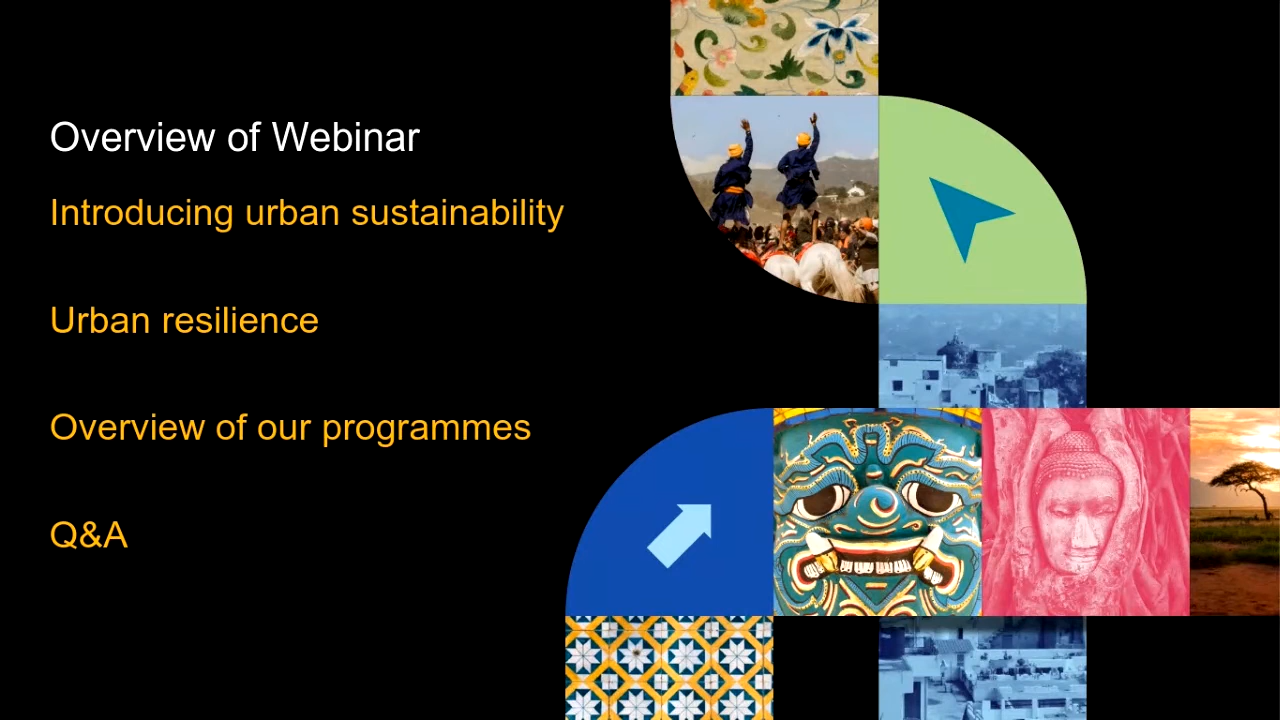 Overview of Webinar
Introducing urban sustainability
Urban resilience
Overview of our programmes
Q&A